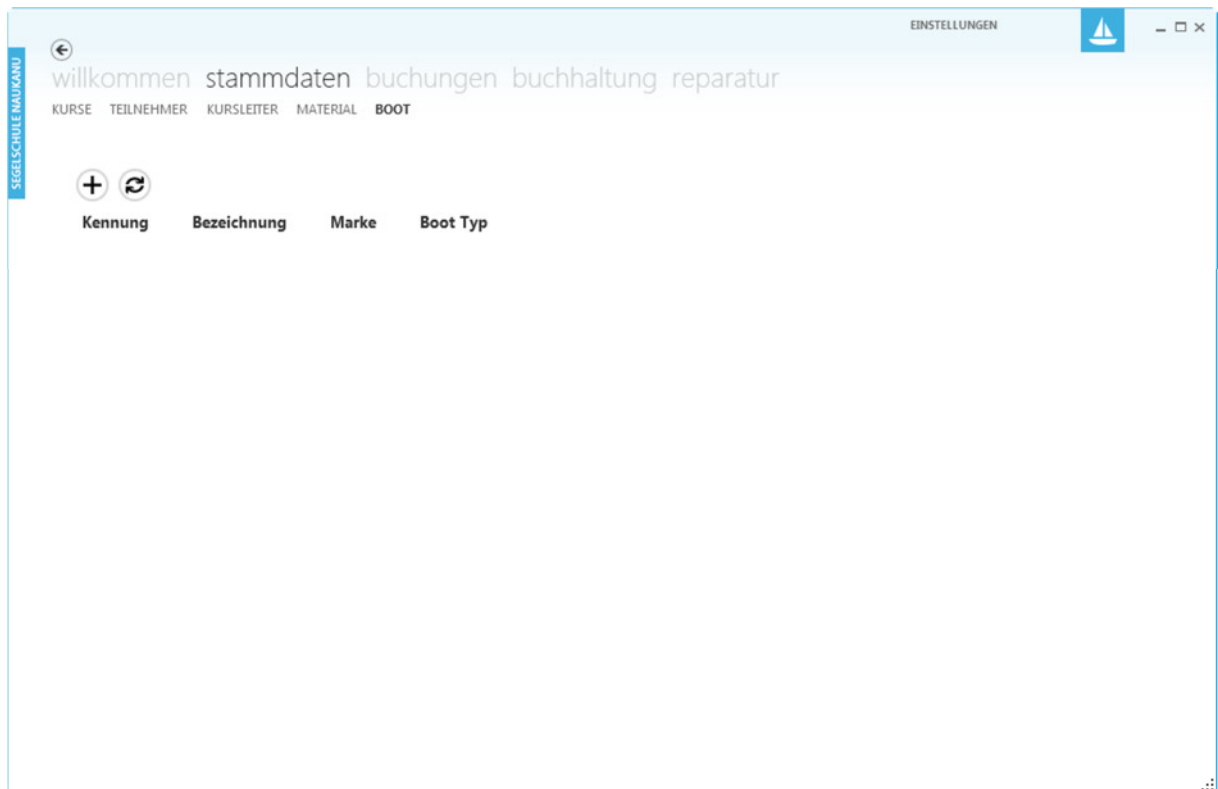 EINSTELLUNGEN
SEGELSCHULE NAUKANU
willkommen stammdaten buchungen buchhaltung reparatur
KURSE TEILNEHMER KURSLEITER MATERIAL BOOT
Kennung Bezeichnung Marke Boot Typ